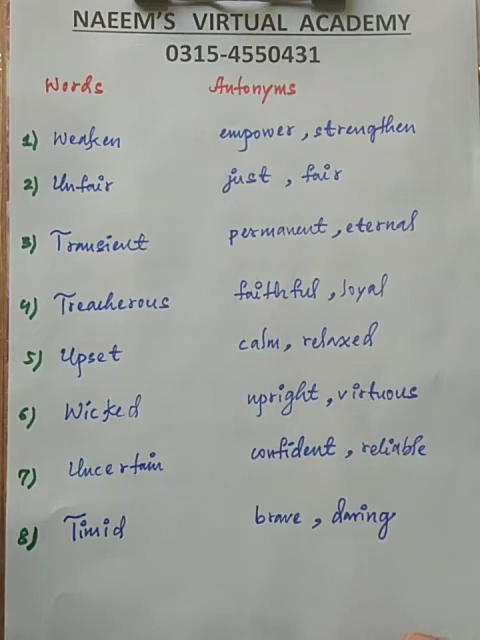 NAEEM'S VIRTUAL ACADEMY
0315-4550431
Words Antonyms
1) Weaken empower, strengthen
2) Unfair just, fair
3) Transient permanent, eternal
4) Treacherous faithful, loyal
5) Upset calm, relaxed
6) Wicked upright, virtuous
7) Uncertain confident, reliable
8) Timid brave, daring